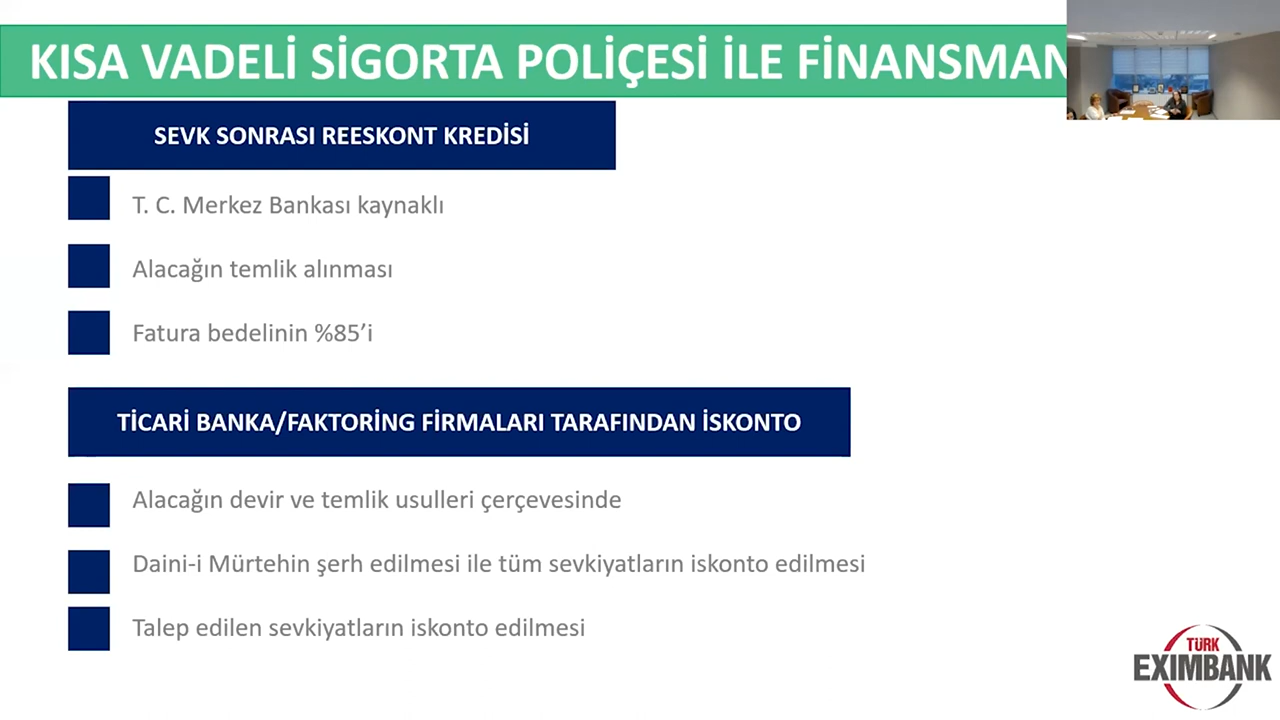 KISA VADELİ SİGORTA POLİÇESİ İLE FİNANSMAN
SEVK SONRASI REESKONT KREDİSİ
T. C. Merkez Bankası kaynaklı
Alacağın temlik alınması
Fatura bedelinin %85’i
TİCARİ BANKA/FAKTORİNG FİRMALARI TARAFINDAN İSKONTO
Alacağın devir ve temlik usulleri çerçevesinde
Daini-i Mürtehin şerh edilmesi ile tüm sevkiyatların iskonto edilmesi
Talep edilen sevkiyatların iskonto edilmesi
TÜRK
EXIMBANK